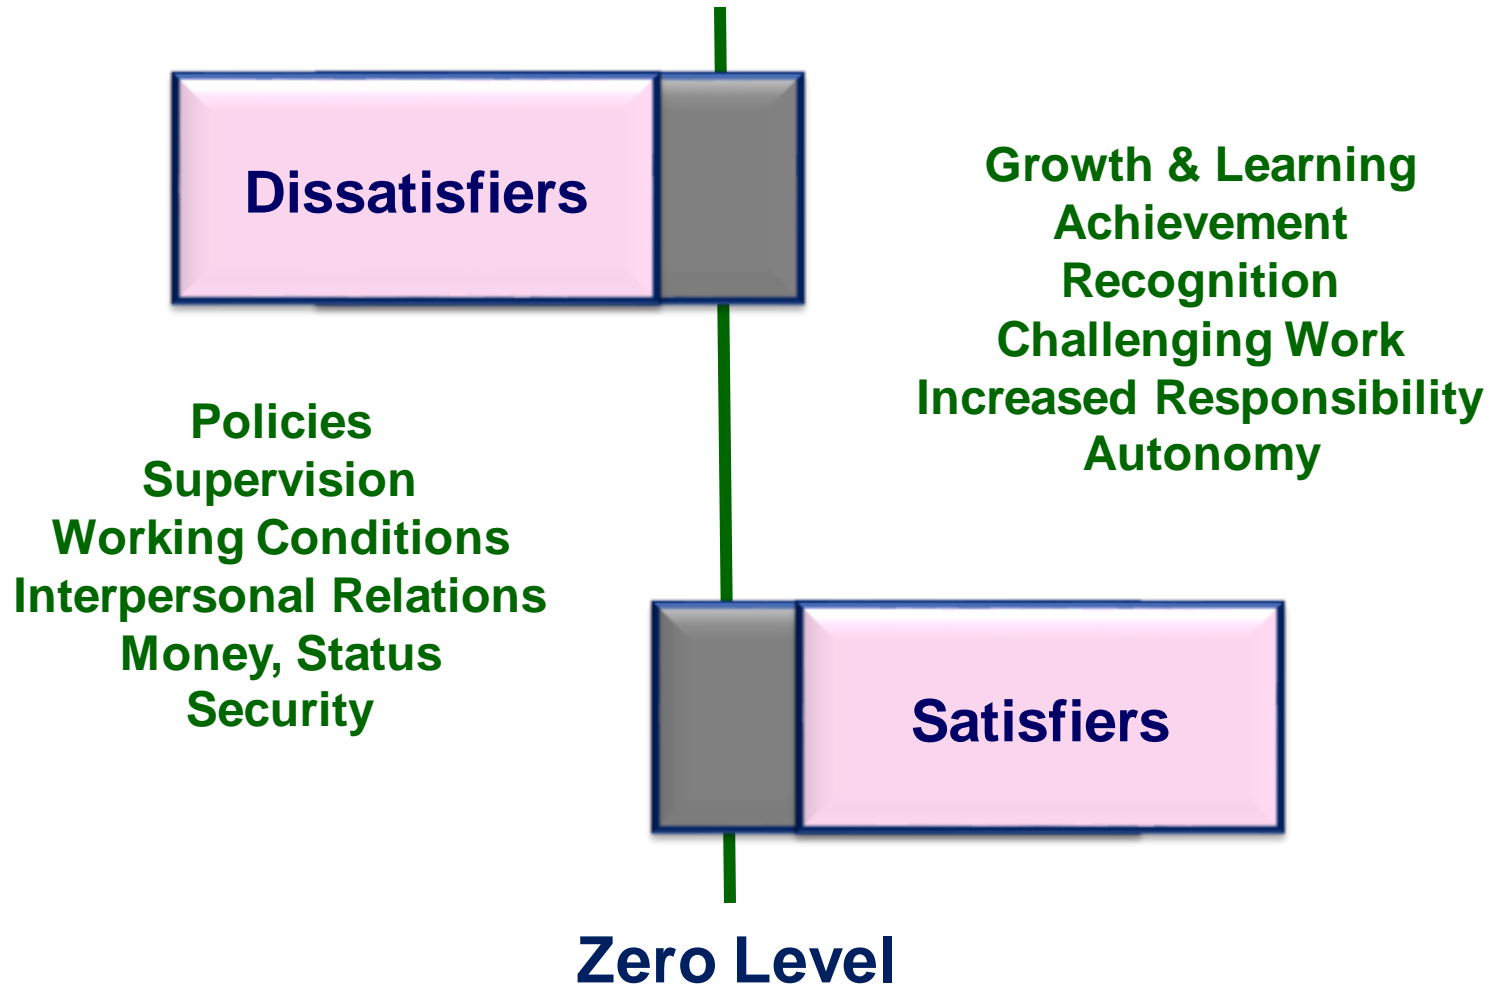 Dissatisfiers
Policies
Supervision
Working Conditions
Interpersonal Relations
Money, Status
Security
Growth & Learning
Achievement
Recognition
Challenging Work
Increased Responsibility
Autonomy
Satisfiers
Zero Level